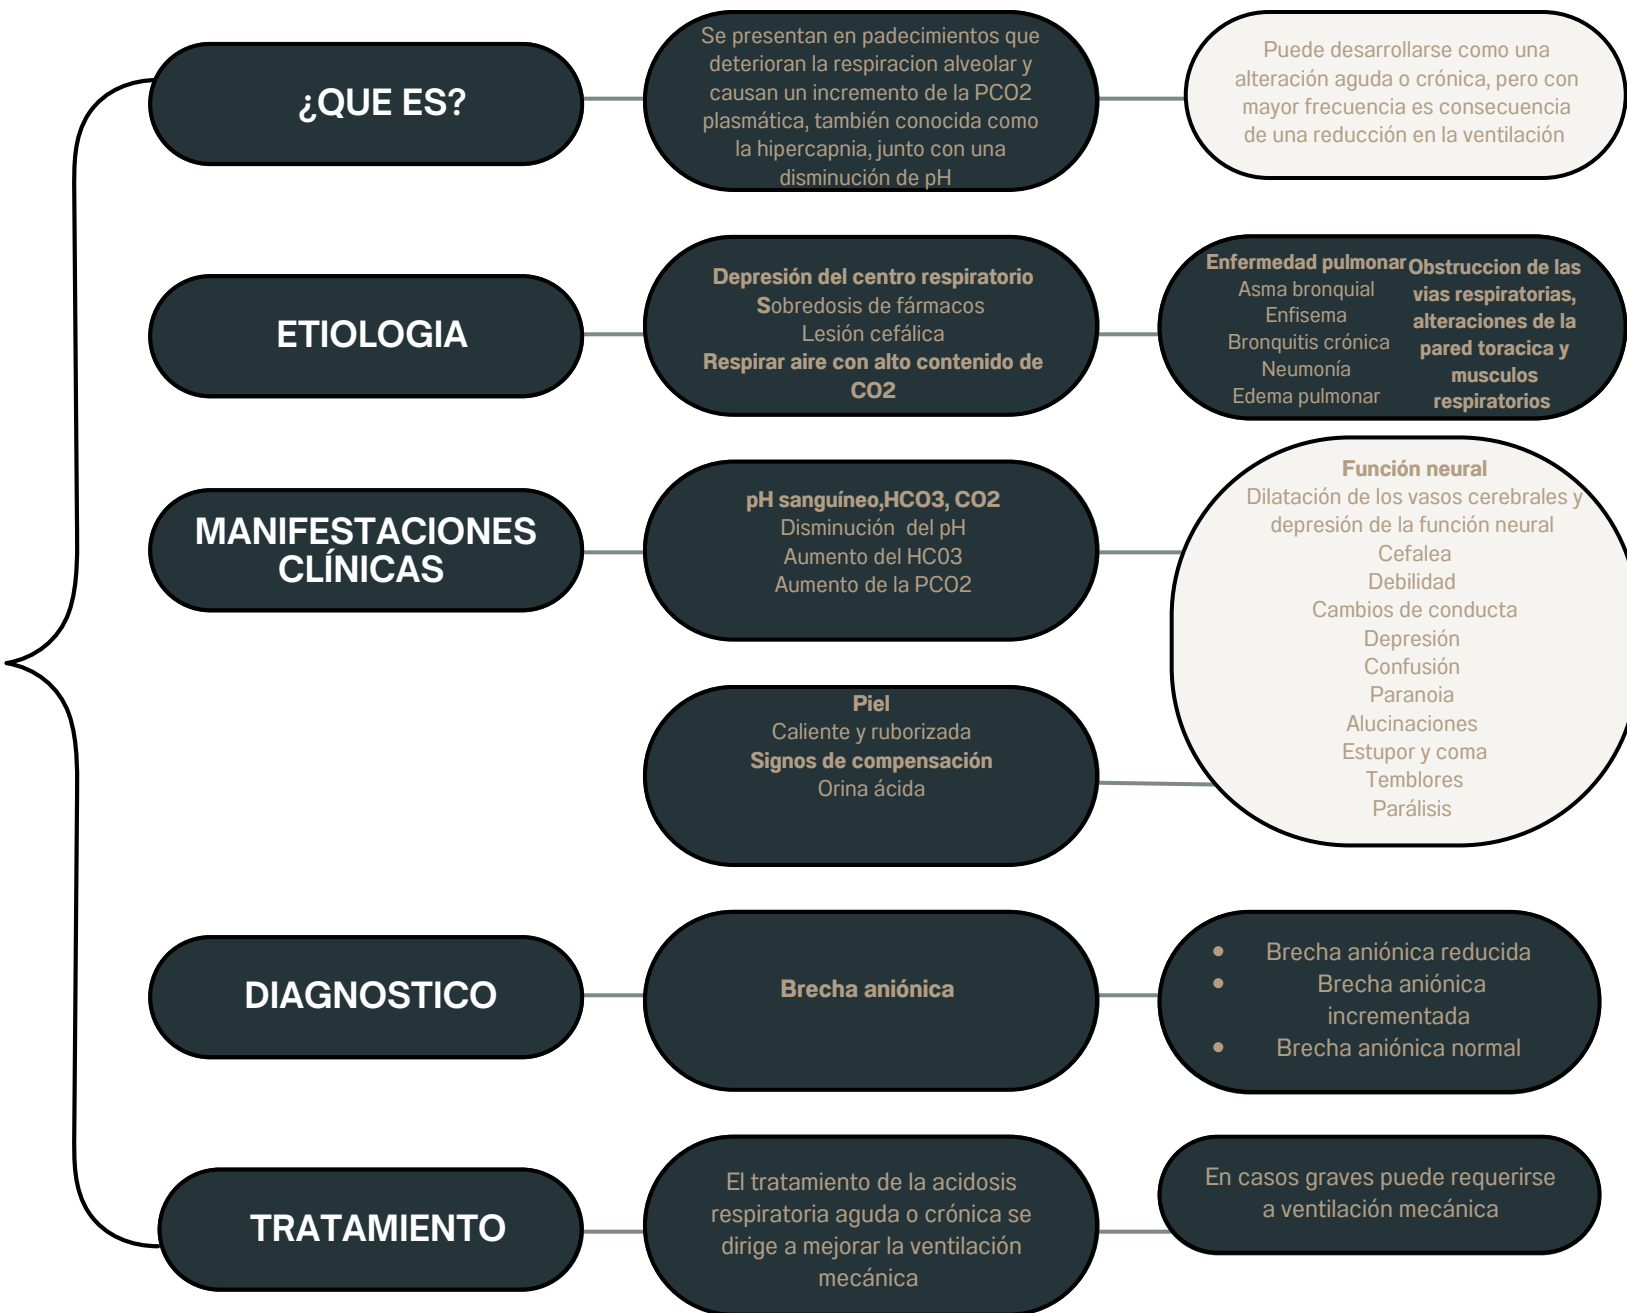 ¿QUE ES?
Se presentan en padecimientos que
deterioran la respiracion alveolar y
causan un incremento de la PCO2
plasmática, también conocida como
la hipercapnia, junto con una
disminución de pH
Puede desarrollarse como una
alteración aguda o crónica, pero con
mayor frecuencia es consecuencia
de una reducción en la ventilación
ETIOLOGIA
Depresión del centro respiratorio
Sobredosis de fármacos
Lesión cefálica
Respirar aire con alto contenido de
CO2
Enfermedad pulmonar
Asma bronquial
Enfisema
Bronquitis crónica
Neumonía
Edema pulmonar
Obstruccion de las
vias respiratorias,
alteraciones de la
pared toracica y
musculos
respiratorios
MANIFESTACIONES
CLÍNICAS
pH sanguíneo,HCO3, CO2
Disminución  del pH
Aumento del HC03
Aumento de la PCO2
Función neural
Dilatación de los vasos cerebrales y
depresión de la función neural
Cefalea
Debilidad
Cambios de conducta
Depresión
Confusión
Paranoia
Alucinaciones
Estupor y coma
Temblores
Parálisis
Piel
Caliente y ruborizada
Signos de compensación
Orina ácida
DIAGNOSTICO
Brecha aniónica
• Brecha aniónica reducida
• Brecha aniónica
incrementada
• Brecha aniónica normal
TRATAMIENTO
El tratamiento de la acidosis
respiratoria aguda o crónica se
dirige a mejorar la ventilación
mecánica
En casos graves puede requerirse
a ventilación mecánica